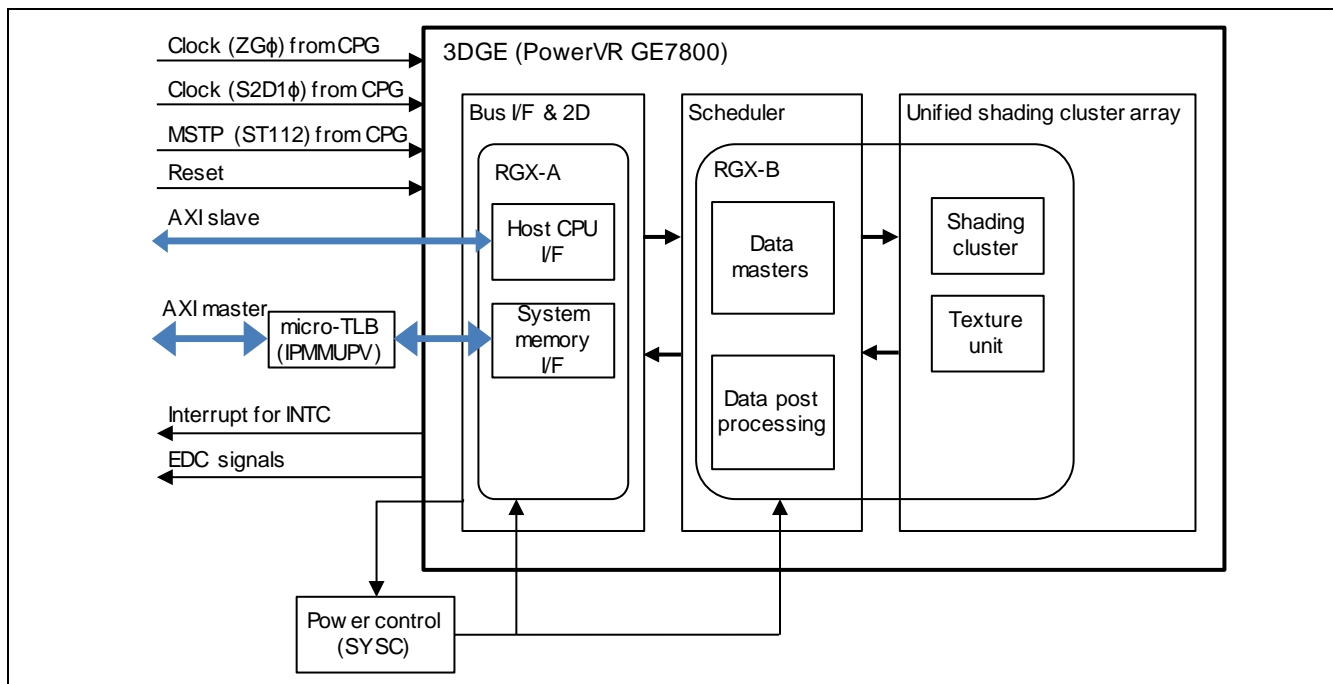 Clock (ZGϕ) from CPG
Clock (S2D1ϕ) from CPG
MSTP (ST112) from CPG
Reset
AXI slave
AXI master
micro-TLB
(IPMMUPV)
Interrupt for INTC
EDC signals
3DGE (PowerVR GE7800)
Bus I/F & 2D
RGX-A
Host CPU
I/F
System
memory
I/F
Scheduler
RGX-B
Data
masters
Data post
processing
Unified shading cluster array
Shading
cluster
Texture
unit
Power control
(SYSC)